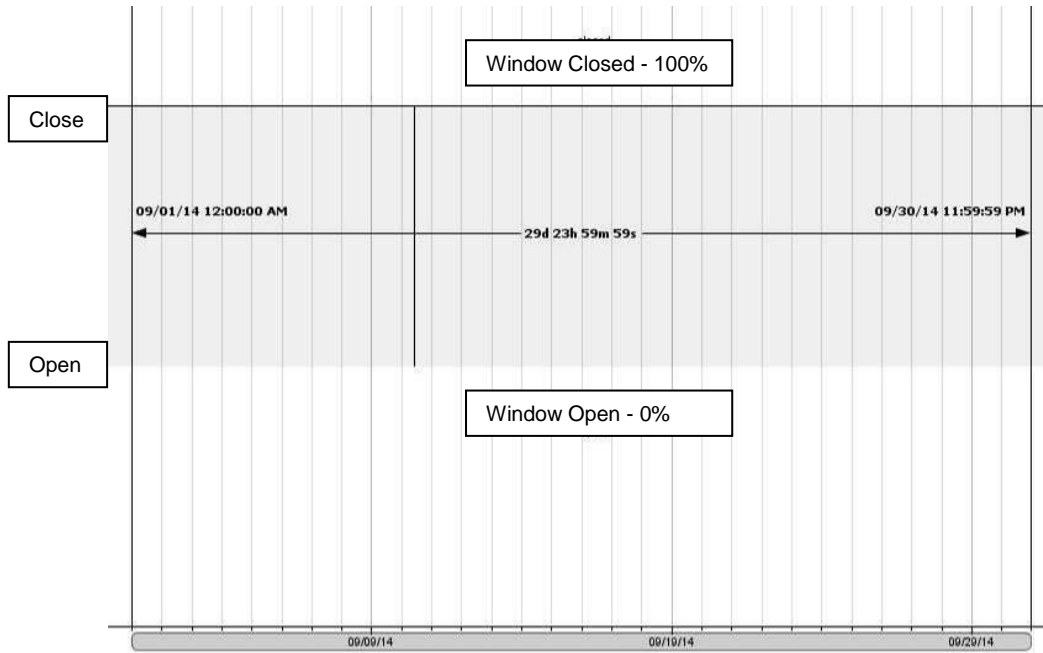 Window Closed - 100%
Close
09/01/14 12:00:00 AM
09/30/14 11:59:59 PM
29d 23h 59m 59s
Open
Window Open - 0%
09/09/14
09/19/14
09/29/14